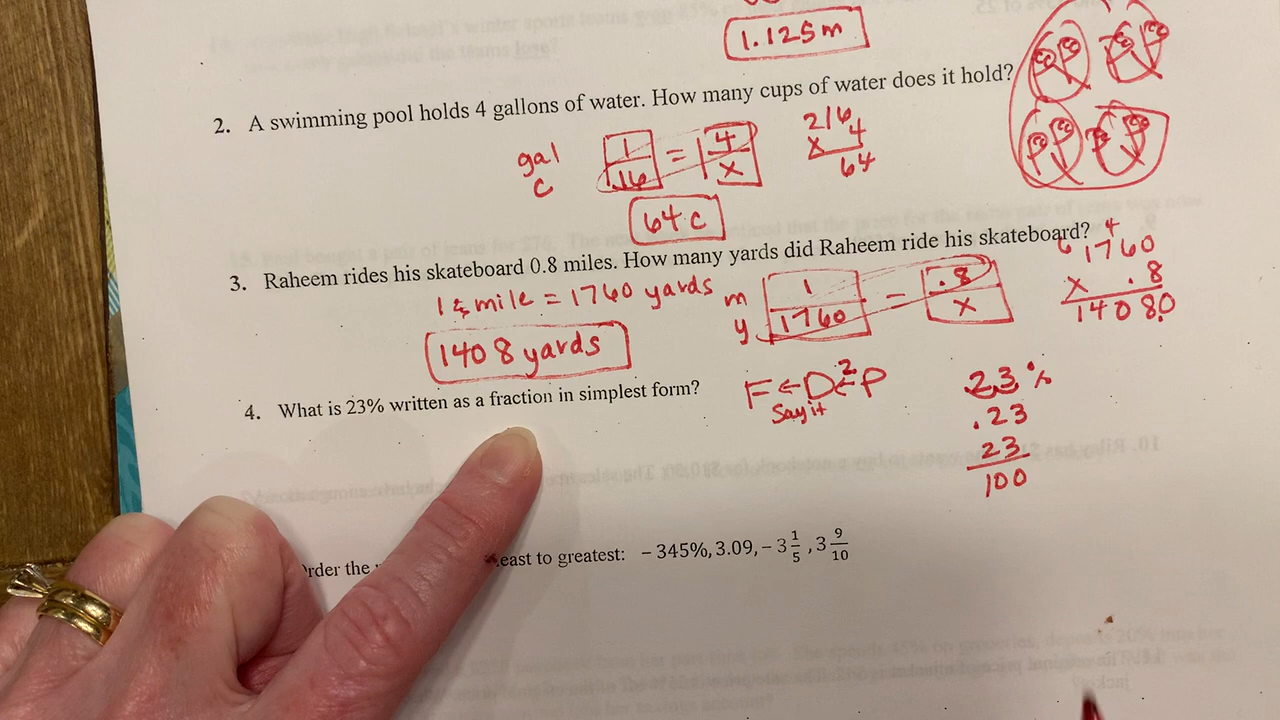 1.125m
2. A swimming pool holds 4 gallons of water. How many cups of water does it hold?
gal 1 = 4
c 16 x
216
x 4
64
64 c
3. Raheem rides his skateboard 0.8 miles. How many yards did Raheem ride his skateboard?
1 mile = 1760 yards
m 1 = .8
y 1760 x
6 4
1760
x .8
14080
1408 yards
4. What is 23% written as a fraction in simplest form?
F←D←2 P
Say it
23%
.23
23
100
rder the
east to greatest: – 345%, 3.09, – 3 1/5 , 3 9/10